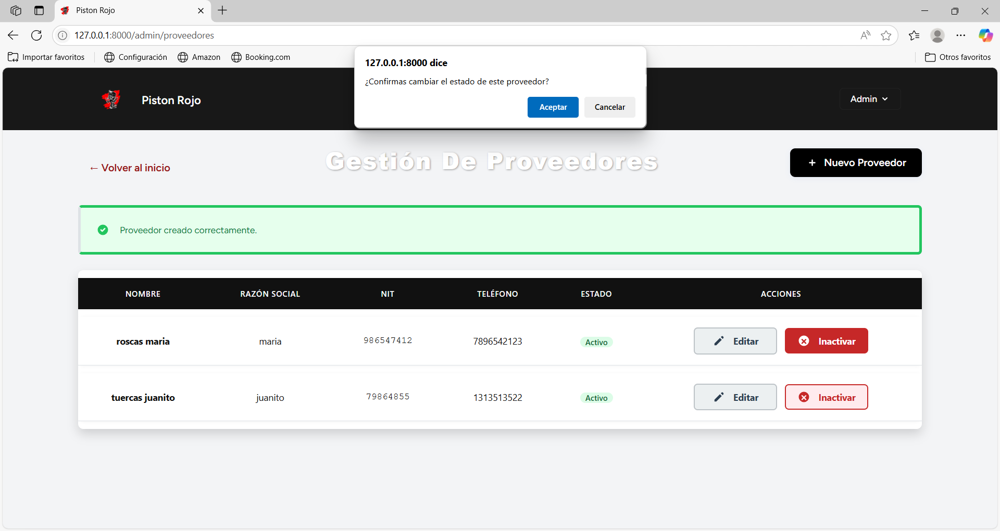 Piston Rojo
127.0.0.1:8000/admin/proveedores
Importar favoritos
Configuración
Amazon
Booking.com
Otros favoritos
127.0.0.1:8000 dice
¿Confirmas cambiar el estado de este proveedor?
Aceptar
Cancelar
Piston Rojo
Admin
← Volver al inicio
Gestión De Proveedores
+ Nuevo Proveedor
Proveedor creado correctamente.
NOMBRE RAZÓN SOCIAL NIT TELÉFONO ESTADO ACCIONES
roscas maria maria 986547412 7896542123 Activo Editar Inactivar
tuercas juanito juanito 79864855 1313513522 Activo Editar Inactivar